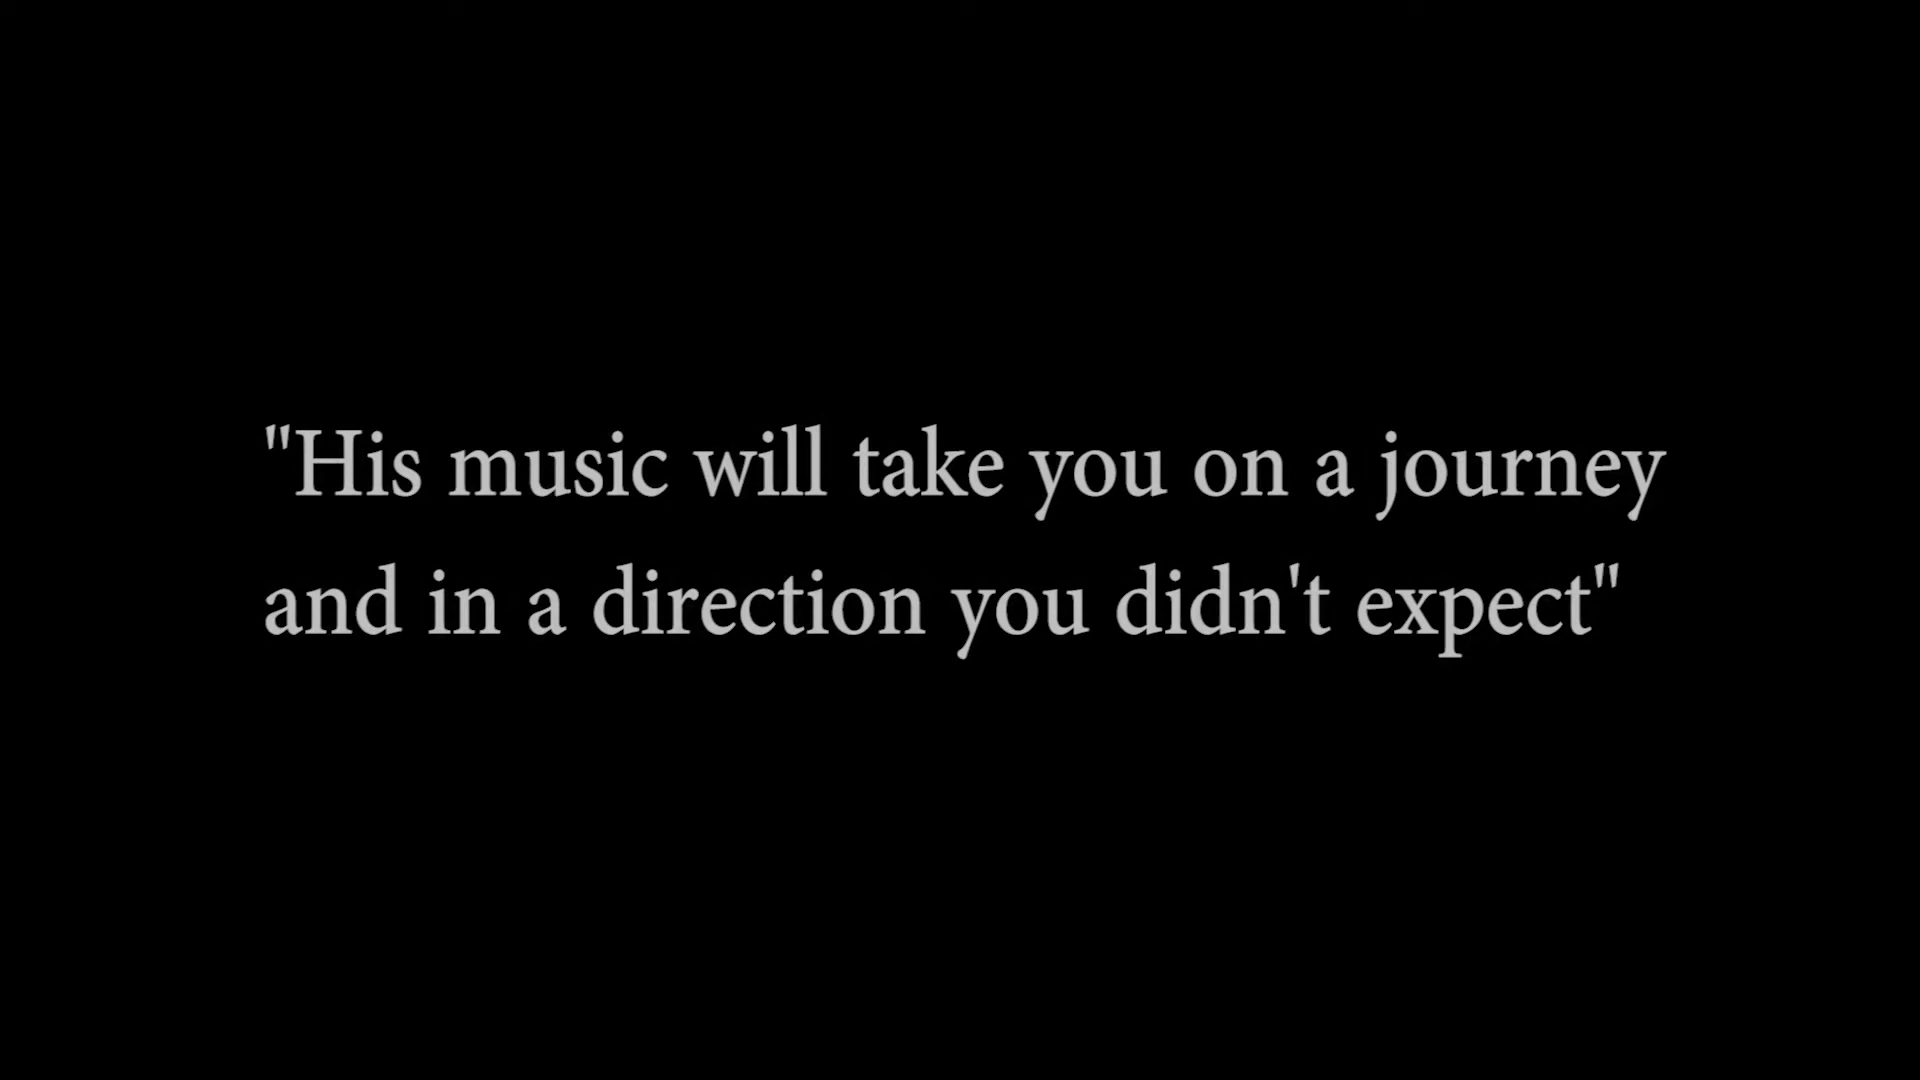 "His music will take you on a journey
and in a direction you didn't expect"